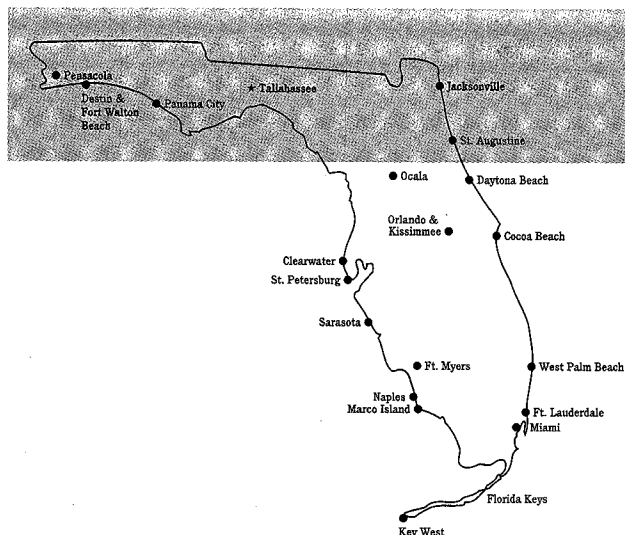 Pensacola
Destin &
Fort Walton
Beach
Panama City
Tallahassee
Jacksonville
St. Augustine
Ocala
Daytona Beach
Orlando &
Kissimmee
Cocoa Beach
Clearwater
St. Petersburg
Sarasota
Ft. Myers
West Palm Beach
Naples
Marco Island
Ft. Lauderdale
Miami
Florida Keys
Key West